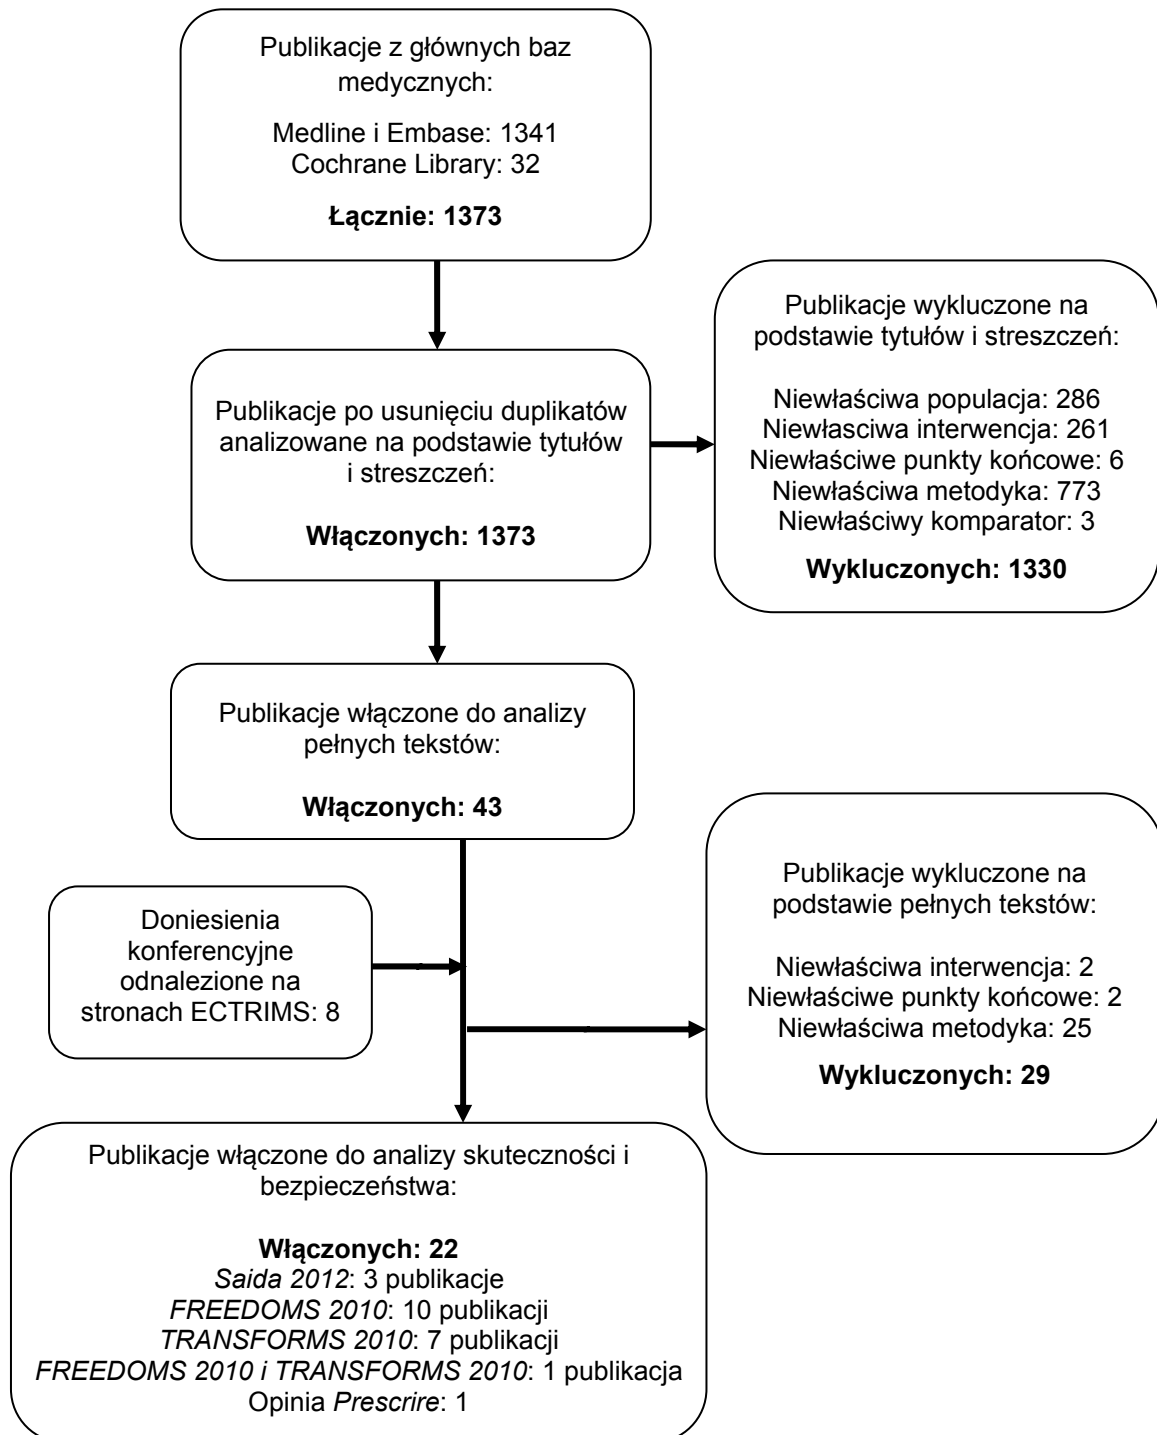 Publikacje z głównych baz
medycznych:
Medline i Embase: 1341
Cochrane Library: 32
Łącznie: 1373
Publikacje po usunięciu duplikatów
analizowane na podstawie tytułów
i streszczeń:
Włączonych: 1373
Publikacje wykluczone na
podstawie tytułów i streszczeń:
Niewłaściwa populacja: 286
Niewłasciwa interwencja: 261
Niewłaściwe punkty końcowe: 6
Niewłaściwa metodyka: 773
Niewłaściwy komparator: 3
Wykluczonych: 1330
Publikacje włączone do analizy
pełnych tekstów:
Włączonych: 43
Doniesienia
konferencyjne
odnalezione na
stronach ECTRIMS: 8
Publikacje wykluczone na
podstawie pełnych tekstów:
Niewłaściwa interwencja: 2
Niewłaściwe punkty końcowe: 2
Niewłaściwa metodyka: 25
Wykluczonych: 29
Publikacje włączone do analizy skuteczności i
bezpieczeństwa:
Włączonych: 22
Saida 2012: 3 publikacje
FREEDOMS 2010: 10 publikacji
TRANSFORMS 2010: 7 publikacji
FREEDOMS 2010 i TRANSFORMS 2010: 1 publikacja
Opinia Prescrire: 1